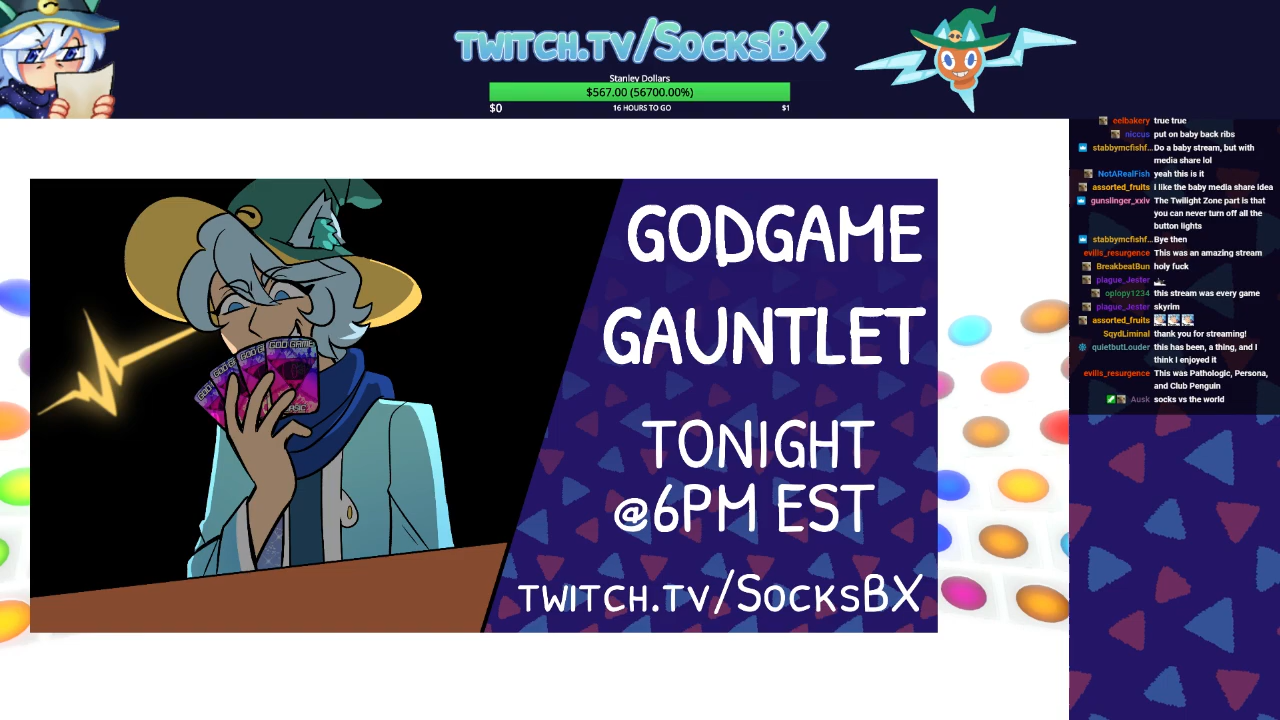 twitch.tv/SocksBX
Stanley Dollars
$567.00 (56700.00%)
$0
16 HOURS TO GO
$1
eelbakery true true
niccus put on baby back ribs
stabbymcfishf... Do a baby stream, but with
media share lol
NotARealFish yeah this is it
assorted_fruits I like the baby media share idea
gunslinger_xxiv The Twilight Zone part is that
you can never turn off all the
button lights
stabbymcfishf... Bye then
evilis_resurgence This was an amazing stream
BreakbeatBun holy fuck
plague_Jester
oplopy1234 this stream was every game
plague_Jester skyrim
assorted_fruits
SqydLiminal thank you for streaming!
quietbutLouder this has been, a thing, and I
think I enjoyed it
evilis_resurgence This was Pathologic, Persona,
and Club Penguin
Ausk socks vs the world
GODGAME
GAUNTLET
TONIGHT
@6PM EST
TWITCH.TV/SOCKSBX
GOD GAME